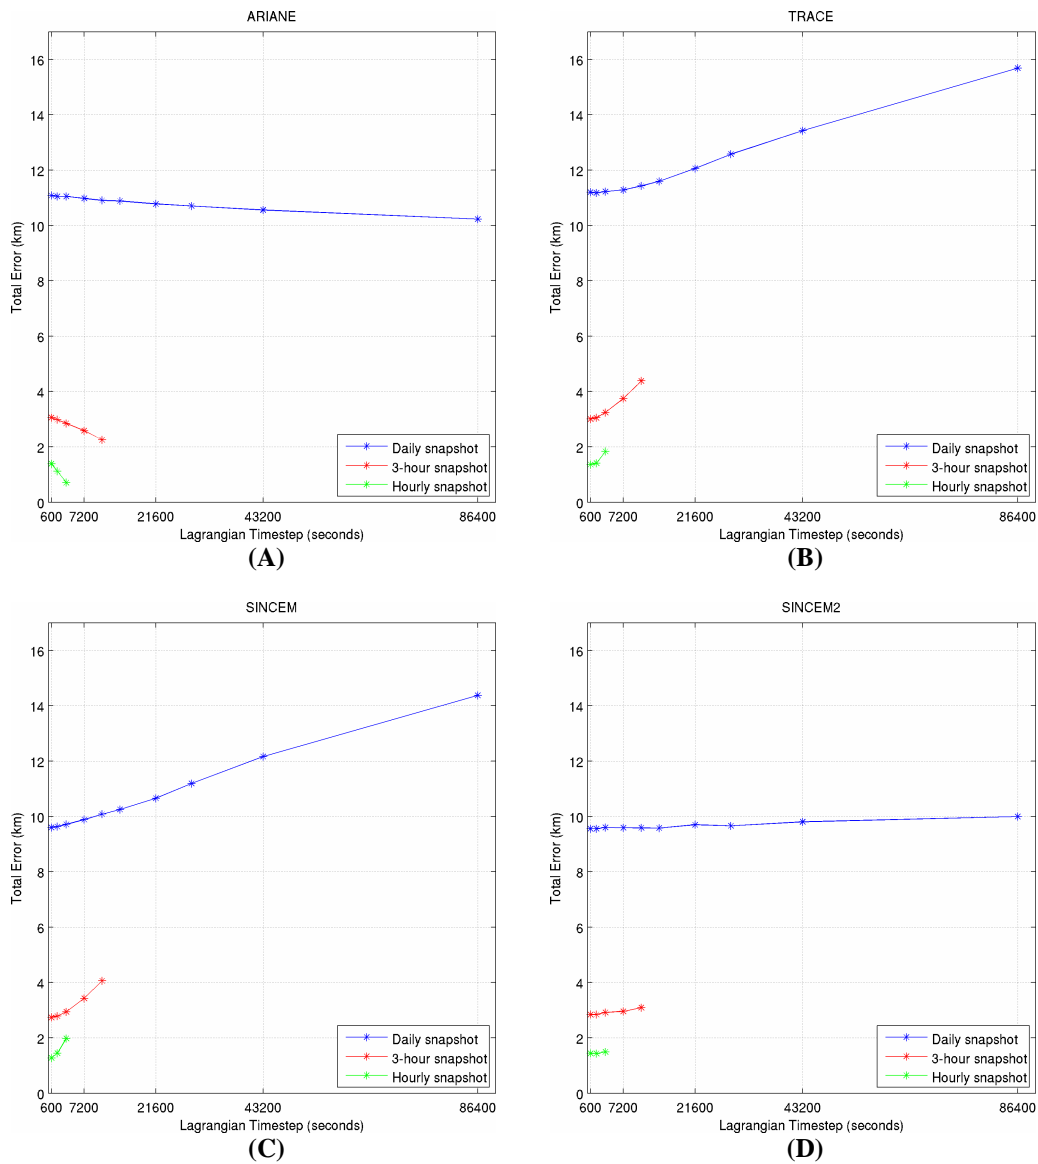 ARIANE
Total Error (km)
16
14
12
10
8
6
4
2
0
Daily snapshot
3-hour snapshot
Hourly snapshot
600 7200 21600 43200 86400
Lagrangian Timestep (seconds)
(A)
TRACE
Total Error (km)
16
14
12
10
8
6
4
2
0
Daily snapshot
3-hour snapshot
Hourly snapshot
600 7200 21600 43200 86400
Lagrangian Timestep (seconds)
(B)
SINCEM
Total Error (km)
16
14
12
10
8
6
4
2
0
Daily snapshot
3-hour snapshot
Hourly snapshot
600 7200 21600 43200 86400
Lagrangian Timestep (seconds)
(C)
SINCEM2
Total Error (km)
16
14
12
10
8
6
4
2
0
Daily snapshot
3-hour snapshot
Hourly snapshot
600 7200 21600 43200 86400
Lagrangian Timestep (seconds)
(D)